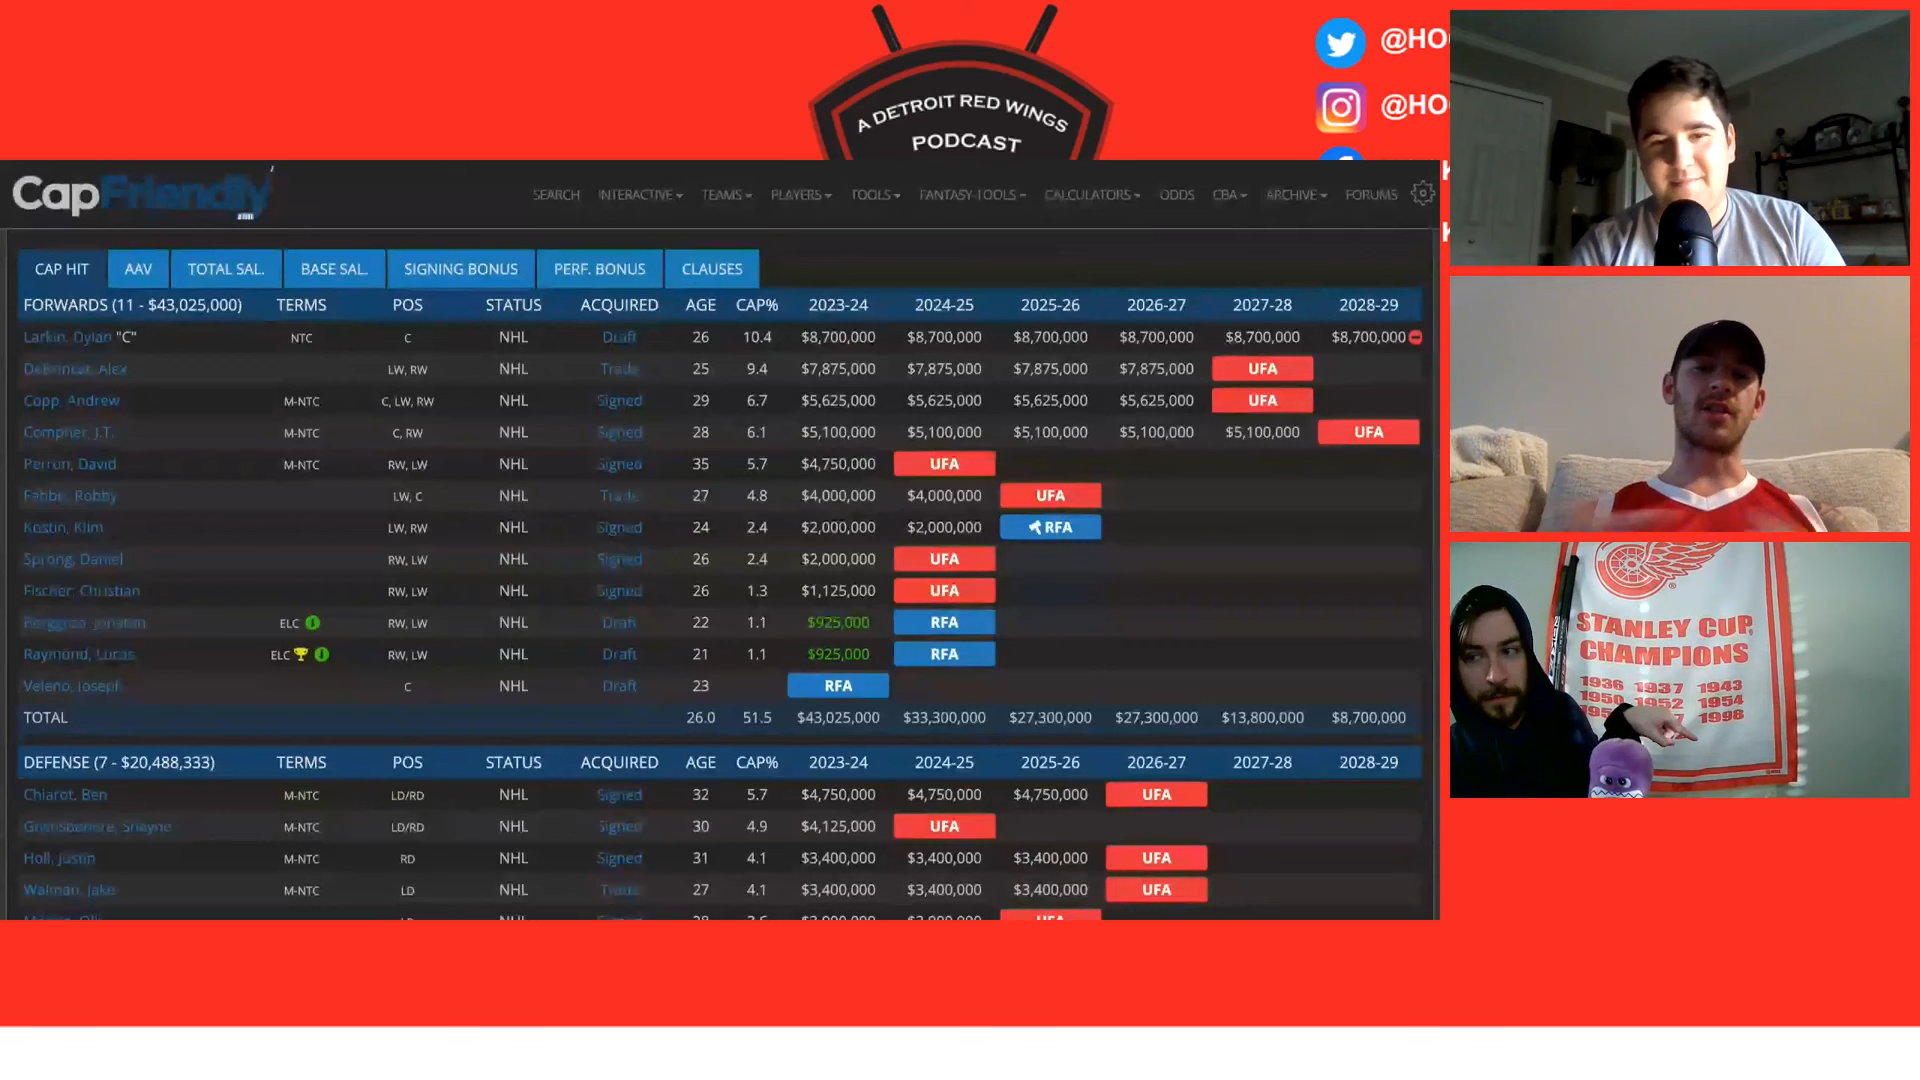 A DETROIT RED WINGS
PODCAST
@HO
@HO
CapFriendly
.com
SEARCH INTERACTIVE TEAMS PLAYERS TOOLS FANTASY-TOOLS CALCULATORS ODDS CBA ARCHIVE FORUMS
CAP HIT AAV TOTAL SAL. BASE SAL. SIGNING BONUS PERF. BONUS CLAUSES
FORWARDS (11 - $43,025,000) TERMS POS STATUS ACQUIRED AGE CAP% 2023-24 2024-25 2025-26 2026-27 2027-28 2028-29
Larkin, Dylan "C" NTC C NHL Draft 26 10.4 $8,700,000 $8,700,000 $8,700,000 $8,700,000 $8,700,000 $8,700,000
DeBrincat, Alex LW, RW NHL Trade 25 9.4 $7,875,000 $7,875,000 $7,875,000 $7,875,000 UFA
Copp, Andrew M-NTC C, LW, RW NHL Signed 29 6.7 $5,625,000 $5,625,000 $5,625,000 $5,625,000 UFA
Compher, J.T. M-NTC C, RW NHL Signed 28 6.1 $5,100,000 $5,100,000 $5,100,000 $5,100,000 $5,100,000 UFA
Perron, David M-NTC RW, LW NHL Signed 35 5.7 $4,750,000 UFA
Fabbri, Robby LW, C NHL Trade 27 4.8 $4,000,000 $4,000,000 UFA
Kostin, Klim LW, RW NHL Signed 24 2.4 $2,000,000 $2,000,000 RFA
Sprong, Daniel RW, LW NHL Signed 26 2.4 $2,000,000 UFA
Fischer, Christian RW, LW NHL Signed 26 1.3 $1,125,000 UFA
Berggren, Jonatan ELC RW, LW NHL Draft 22 1.1 $925,000 RFA
Raymond, Lucas ELC RW, LW NHL Draft 21 1.1 $925,000 RFA
Veleno, Joseph C NHL Draft 23 RFA
TOTAL 26.0 51.5 $43,025,000 $33,300,000 $27,300,000 $27,300,000 $13,800,000 $8,700,000
DEFENSE (7 - $20,488,333) TERMS POS STATUS ACQUIRED AGE CAP% 2023-24 2024-25 2025-26 2026-27 2027-28 2028-29
Chiarot, Ben M-NTC LD/RD NHL Signed 32 5.7 $4,750,000 $4,750,000 $4,750,000 UFA
Gostisbehere, Shayne M-NTC LD/RD NHL Signed 30 4.9 $4,125,000 UFA
Holl, Justin M-NTC RD NHL Signed 31 4.1 $3,400,000 $3,400,000 $3,400,000 UFA
Walman, Jake M-NTC LD NHL Trade 27 4.1 $3,400,000 $3,400,000 $3,400,000 UFA
UFA
STANLEY CUP
CHAMPIONS
1936 1937 1943
1950 1952 1954
1998